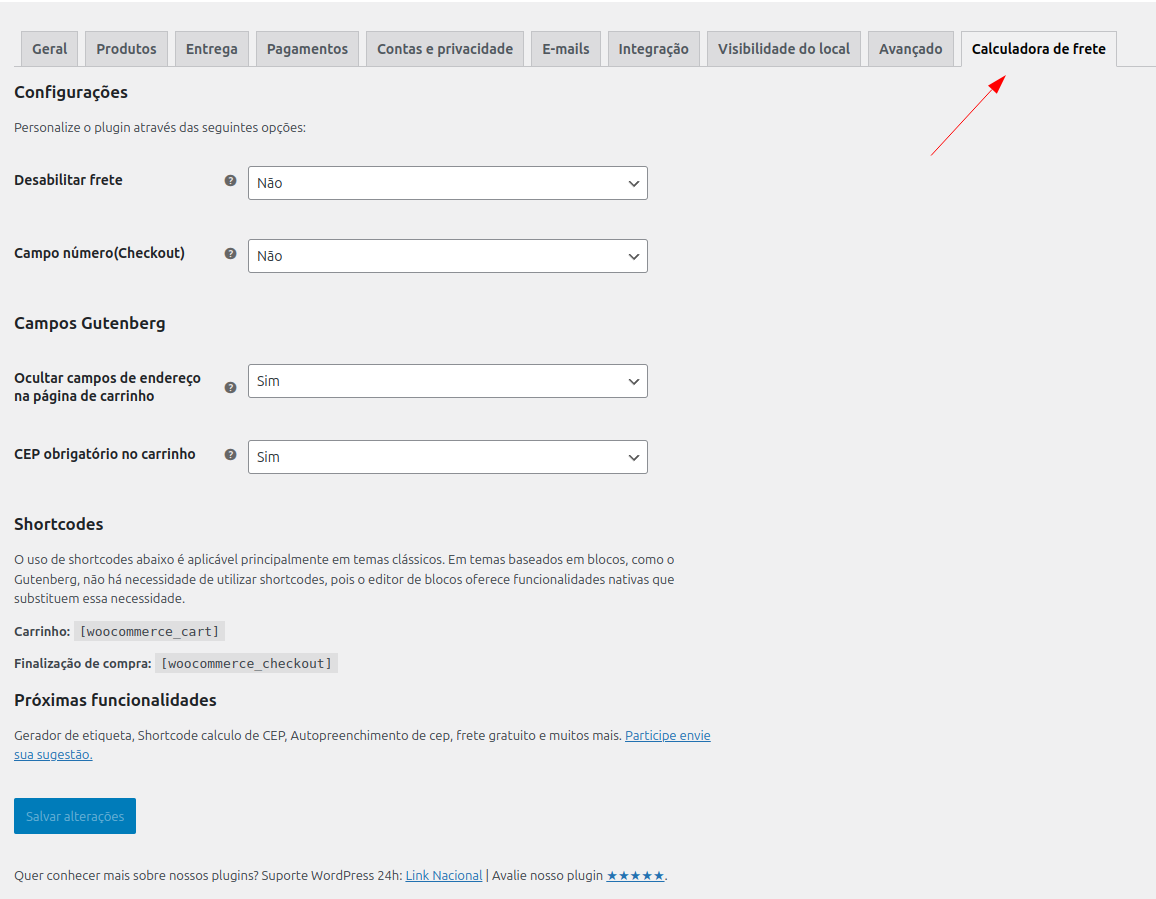 Geral Produtos Entrega Pagamentos Contas e privacidade E-mails Integração Visibilidade do local Avançado Calculadora de frete
Configurações
Personalize o plugin através das seguintes opções:
Desabilitar frete ? Não
Campo número(Checkout) ? Não
Campos Gutenberg
Ocultar campos de endereço
na página de carrinho ? Sim
CEP obrigatório no carrinho ? Sim
Shortcodes
O uso de shortcodes abaixo é aplicável principalmente em temas clássicos. Em temas baseados em blocos, como o
Gutenberg, não há necessidade de utilizar shortcodes, pois o editor de blocos oferece funcionalidades nativas que
substituem essa necessidade.
Carrinho: [woocommerce_cart]
Finalização de compra: [woocommerce_checkout]
Próximas funcionalidades
Gerador de etiqueta, Shortcode calculo de CEP, Autopreenchimento de cep, frete gratuito e muitos mais. Participe envie
sua sugestão.
Salvar alterações
Quer conhecer mais sobre nossos plugins? Suporte WordPress 24h: Link Nacional | Avalie nosso plugin ★★★★★.